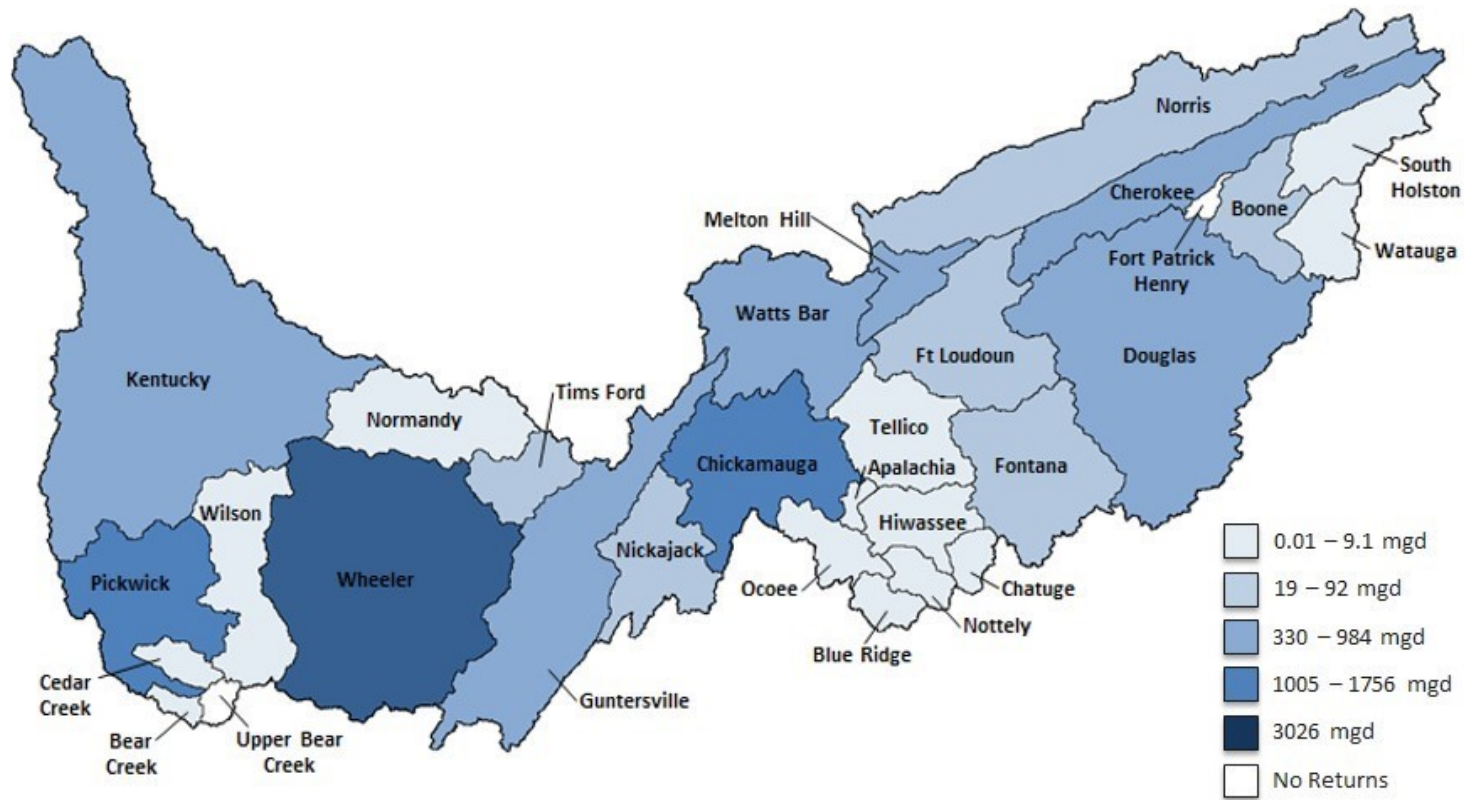 Norris
South
Holston
Cherokee
Boone
Melton Hill
Watauga
Fort Patrick
Henry
Watts Bar
Ft Loudoun
Douglas
Kentucky
Tims Ford
Normandy
Tellico
Chickamauga
Apalachia
Fontana
Wilson
Hiwassee
Nickajack
Pickwick
Wheeler
Ocoee
Chatuge
Nottely
Blue Ridge
Cedar
Creek
Guntersville
Bear
Creek
Upper Bear
Creek
0.01 – 9.1 mgd
19 – 92 mgd
330 – 984 mgd
1005 – 1756 mgd
3026 mgd
No Returns